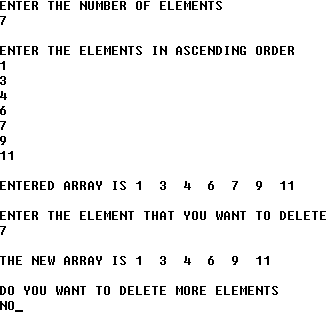 ENTER THE NUMBER OF ELEMENTS
7
ENTER THE ELEMENTS IN ASCENDING ORDER
1
3
4
6
7
9
11
ENTERED ARRAY IS 1 3 4 6 7 9 11
ENTER THE ELEMENT THAT YOU WANT TO DELETE
7
THE NEW ARRAY IS 1 3 4 6 9 11
DO YOU WANT TO DELETE MORE ELEMENTS
NO_